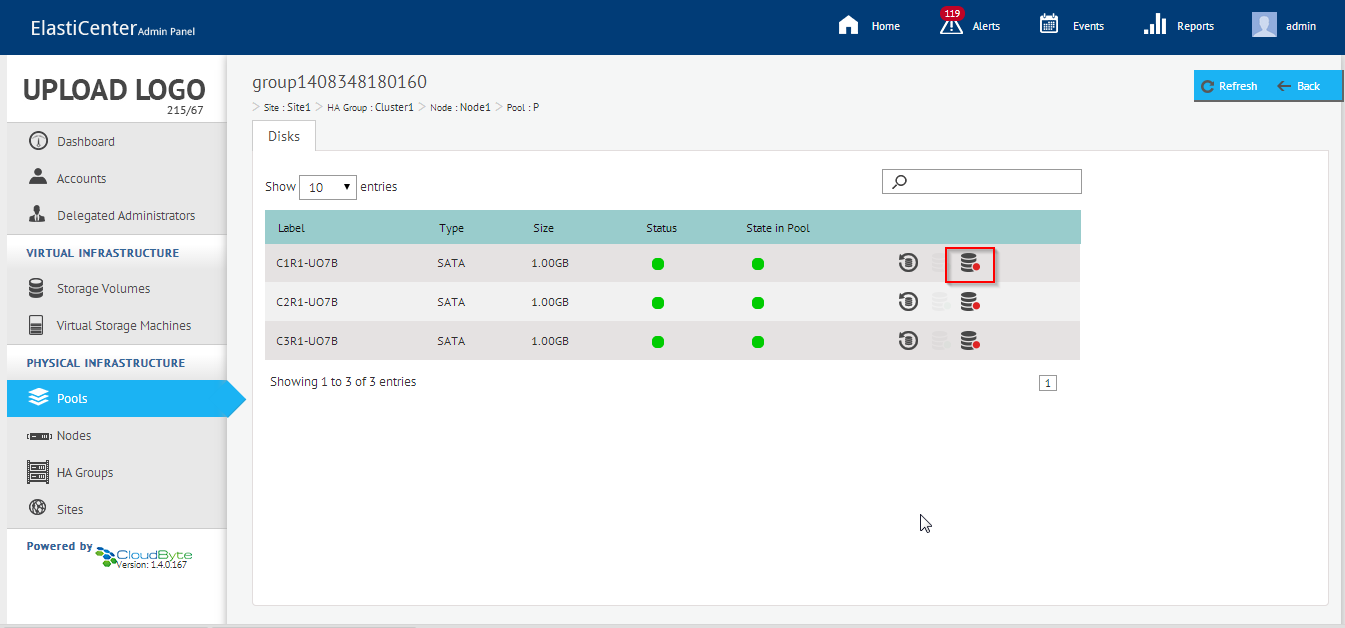 ElastiCenter Admin Panel
Home
119
Alerts
Events
Reports
admin
UPLOAD LOGO
215/67
Dashboard
Accounts
Delegated Administrators
VIRTUAL INFRASTRUCTURE
Storage Volumes
Virtual Storage Machines
PHYSICAL INFRASTRUCTURE
Pools
Nodes
HA Groups
Sites
Powered by CloudByte
Version: 1.4.0.167
group1408348180160
Refresh Back
> Site : Site1 > HA Group : Cluster1 > Node : Node1 > Pool : P
Disks
Show 10 entries
Label Type Size Status State in Pool
C1R1-UO7B SATA 1.00GB
C2R1-UO7B SATA 1.00GB
C3R1-UO7B SATA 1.00GB
Showing 1 to 3 of 3 entries
1